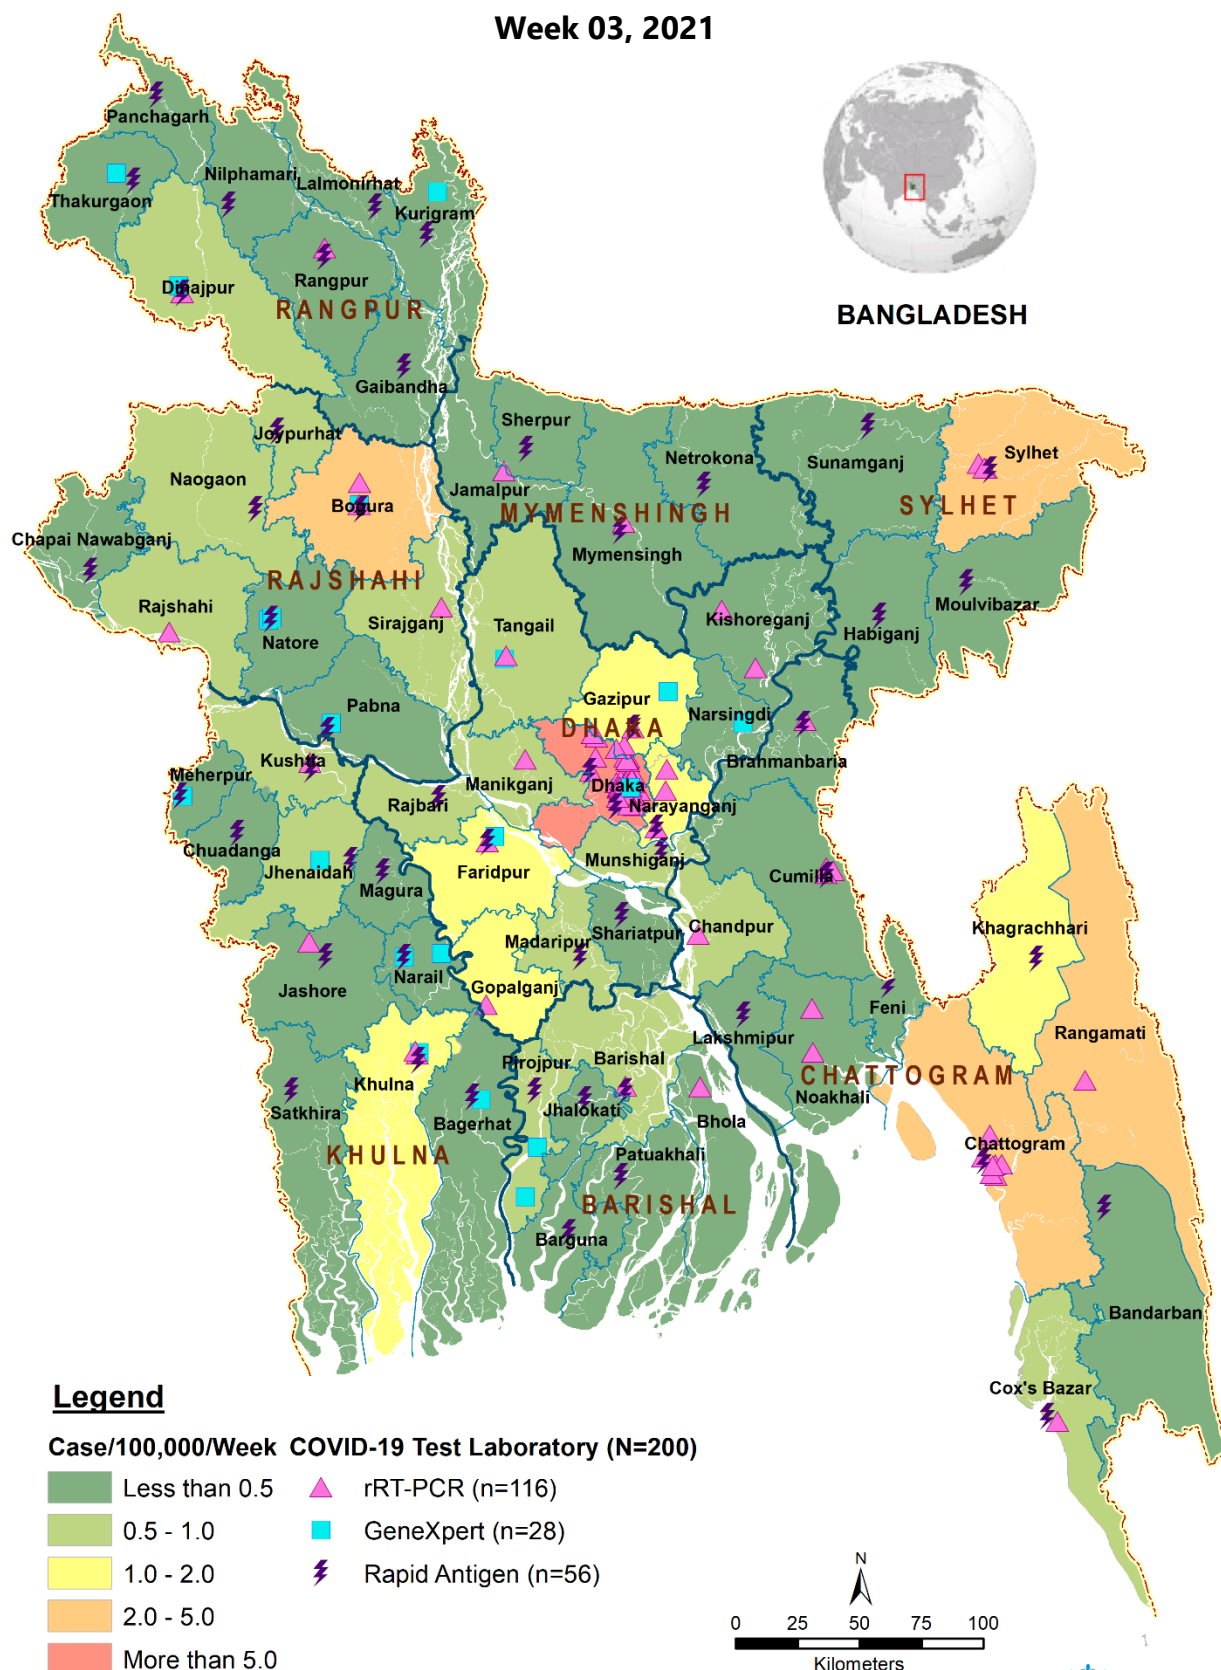 Week 03, 2021
Panchagarh
Nilphamari
Lalmonirhat
Thakurgaon
Kurigram
Dinajpur
Rangpur
RANGPUR
BANGLADESH
Gaibandha
Sherpur
Joypurhat
Netrokona
Sunamganj
Sylhet
Naogaon
Jamalpur
Bogura
MYMENSHINGH
SYLHET
Chapai Nawabganj
Mymensingh
RAJSHAHI
Rajshahi
Sirajganj
Tangail
Kishoreganj
Moulvibazar
Natore
Habiganj
Pabna
Gazipur
Narsingdi
DHAKA
Kushtia
Brahmanbaria
Meherpur
Manikganj
Dhaka
Rajbari
Narayanganj
Chuadanga
Munshiganj
Jhenaidah
Faridpur
Cumilla
Magura
Shariatpur
Chandpur
Khagrachhari
Madaripur
Narail
Jashore
Gopalganj
Feni
Lakshmipur
Rangamati
Pirojpur
Barishal
CHATTOGRAM
Khulna
Satkhira
Noakhali
Jhalokati
Bagerhat
Bhola
Chattogram
KHULNA
Patuakhali
BARISHAL
Barguna
Bandarban
Cox's Bazar
Legend
Case/100,000/Week COVID-19 Test Laboratory (N=200)
Less than 0.5 rRT-PCR (n=116)
0.5 - 1.0 GeneXpert (n=28)
1.0 - 2.0 Rapid Antigen (n=56)
2.0 - 5.0
More than 5.0
N
0 25 50 75 100
Kilometers